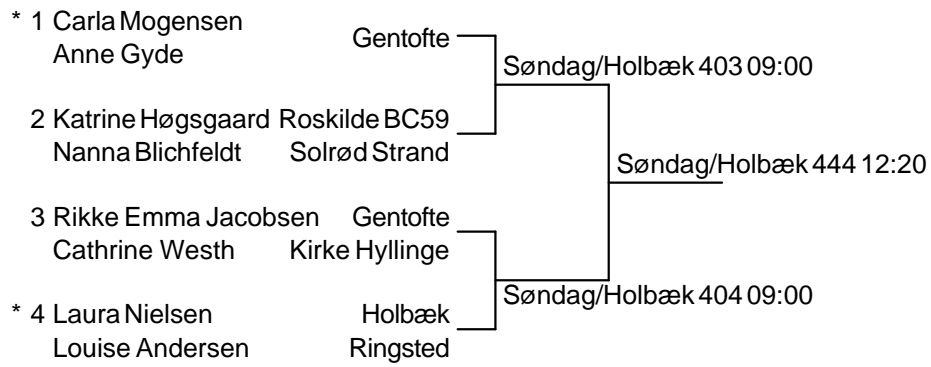 * 1 Carla Mogensen Gentofte
Anne Gyde
Søndag/Holbæk 403 09:00
2 Katrine Høgsgaard Roskilde BC59
Nanna Blichfeldt Solrød Strand
Søndag/Holbæk 444 12:20
3 Rikke Emma Jacobsen Gentofte
Cathrine Westh Kirke Hyllinge
Søndag/Holbæk 404 09:00
* 4 Laura Nielsen Holbæk
Louise Andersen Ringsted